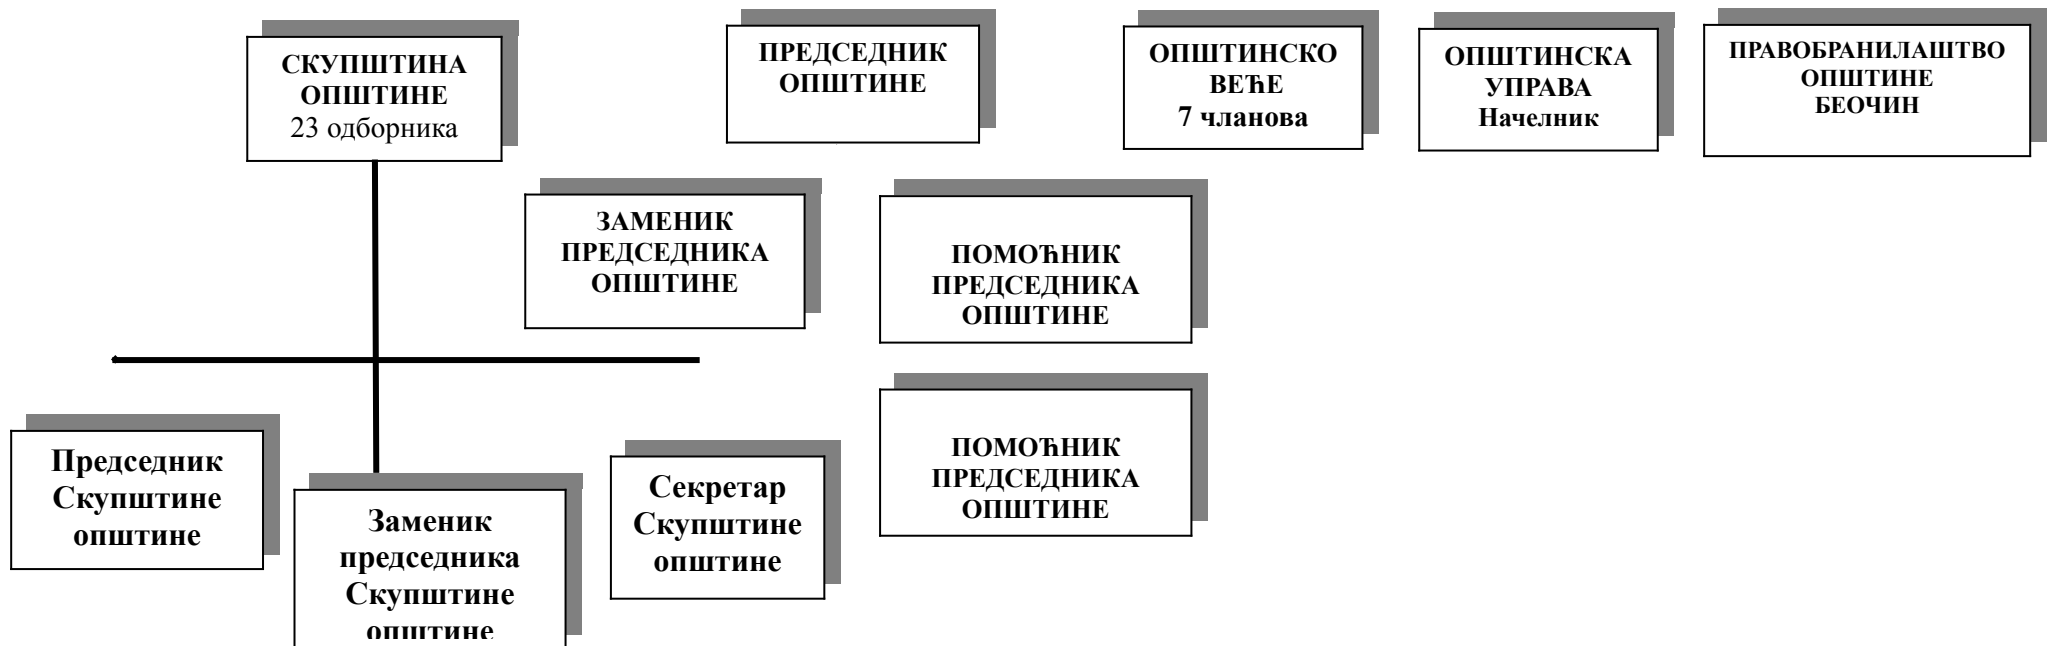 СКУПШТИНА
ОПШТИНЕ
23 одборника
ПРЕДСЕДНИК
ОПШТИНЕ
ОПШТИНСКО
ВЕЋЕ
7 чланова
ОПШТИНСКА
УПРАВА
Начелник
ПРАВОБРАНИЛАШТВО
ОПШТИНЕ
БЕОЧИН
ЗАМЕНИК
ПРЕДСЕДНИКА
ОПШТИНЕ
ПОМОЋНИК
ПРЕДСЕДНИКА
ОПШТИНЕ
ПОМОЋНИК
ПРЕДСЕДНИКА
ОПШТИНЕ
Председник
Скупштине
општине
Заменик
председника
Скупштине
општине
Секретар
Скупштине
општине